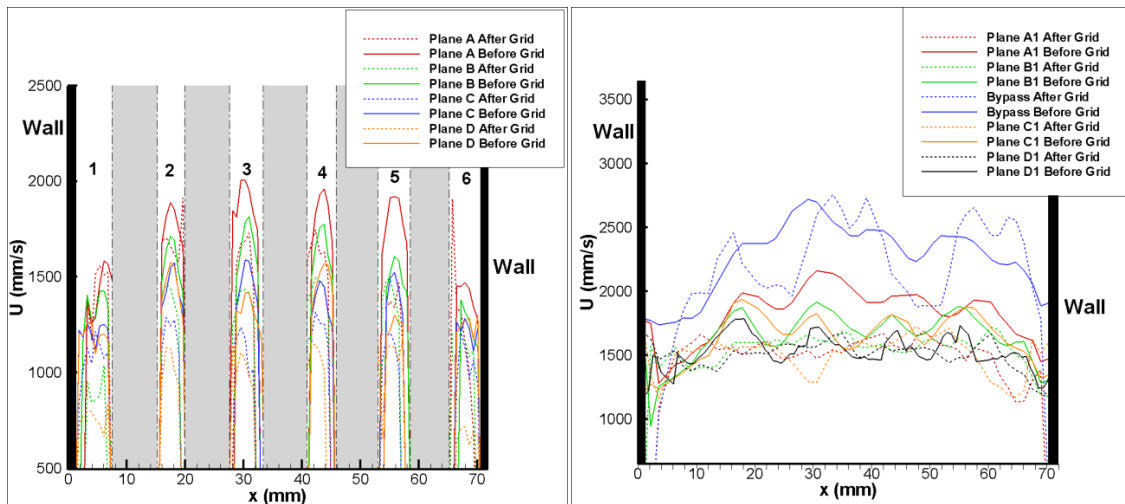 Plane A After Grid
Plane A Before Grid
Plane B After Grid
Plane B Before Grid
Plane C After Grid
Plane C Before Grid
Plane D After Grid
Plane D Before Grid
2500
2000
1500
1000
500
U (mm/s)
Wall
1
2
3
4
5
6
Wall
0
10
20
30
40
50
60
70
x (mm)
Plane A1 After Grid
Plane A1 Before Grid
Plane B1 After Grid
Plane B1 Before Grid
Bypass After Grid
Bypass Before Grid
Plane C1 After Grid
Plane C1 Before Grid
Plane D1 After Grid
Plane D1 Before Grid
3500
3000
2500
2000
1500
1000
U (mm/s)
Wall
Wall
0
10
20
30
40
50
60
70
x (mm)